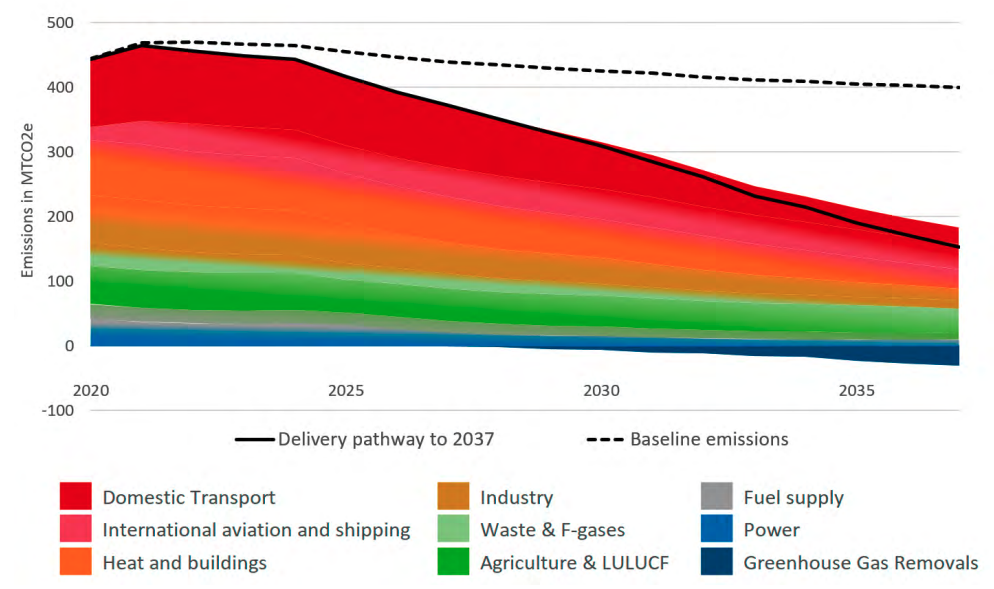 500
400
300
200
100
0
-100
Emissions in MTCO2e
2020 2025 2030 2035
Delivery pathway to 2037 Baseline emissions
Domestic Transport Industry Fuel supply
International aviation and shipping Waste & F-gases Power
Heat and buildings Agriculture & LULUCF Greenhouse Gas Removals